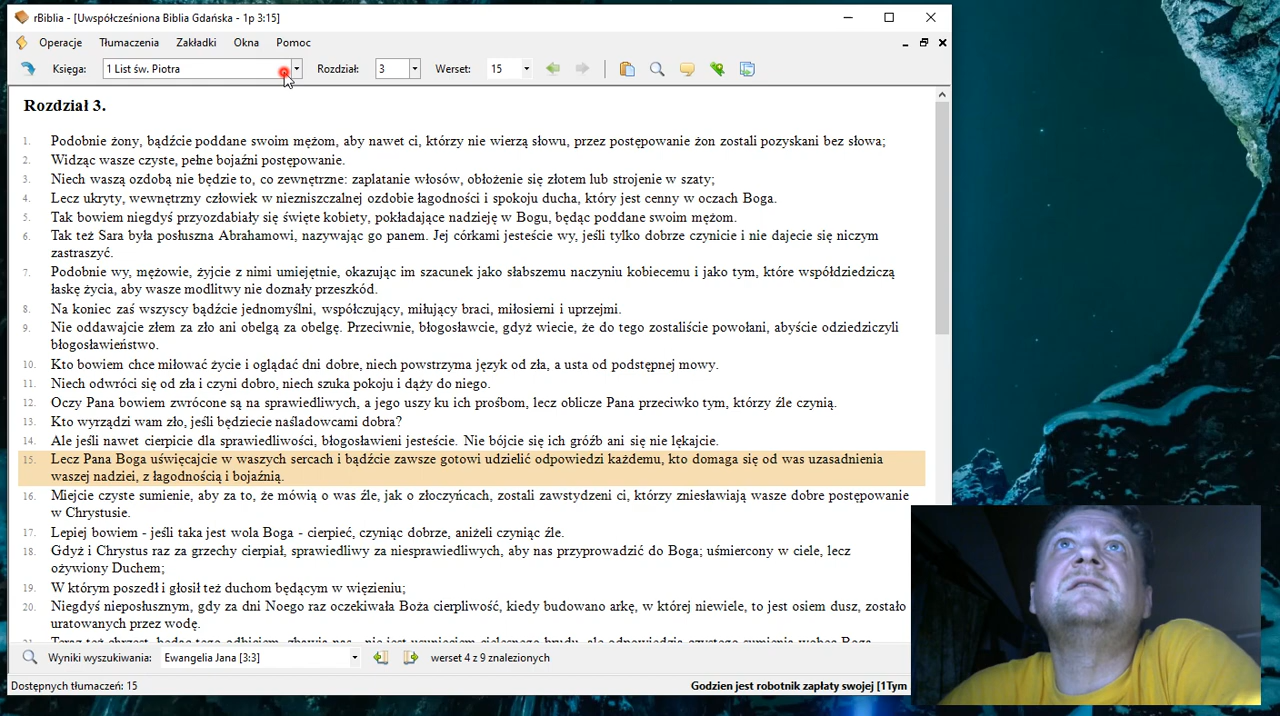 rBiblia - [Uwspółcześniona Biblia Gdańska - 1p 3:15]
Operacje Tłumaczenia Zakładki Okna Pomoc
Księga: 1 List św. Piotra Rozdział: 3 Werset: 15
Rozdział 3.
1. Podobnie żony, bądźcie poddane swoim mężom, aby nawet ci, którzy nie wierzą słowu, przez postępowanie żon zostali pozyskani bez słowa;
2. Widząc wasze czyste, pełne bojaźni postępowanie.
3. Niech waszą ozdobą nie będzie to, co zewnętrzne: zaplatanie włosów, obłożenie się złotem lub strojenie w szaty;
4. Lecz ukryty, wewnętrzny człowiek w niezniszczalnej ozdobie łagodności i spokoju ducha, który jest cenny w oczach Boga.
5. Tak bowiem niegdyś przyozdabiały się święte kobiety, pokładające nadzieję w Bogu, będąc poddane swoim mężom.
6. Tak też Sara była posłuszna Abrahamowi, nazywając go panem. Jej córkami jesteście wy, jeśli tylko dobrze czynicie i nie dajecie się niczym
zastraszyć.
7. Podobnie wy, mężowie, żyjcie z nimi umiejętnie, okazując im szacunek jako słabszemu naczyniu kobiecemu i jako tym, które współdziedziczą
łaskę życia, aby wasze modlitwy nie doznały przeszkód.
8. Na koniec zaś wszyscy bądźcie jednomyślni, współczujący, miłujący braci, miłosierni i uprzejmi.
9. Nie oddawajcie złem za zło ani obelgą za obelgę. Przeciwnie, błogosławcie, gdyż wiecie, że do tego zostaliście powołani, abyście odziedziczyli
błogosławieństwo.
10. Kto bowiem chce miłować życie i oglądać dni dobre, niech powstrzyma język od zła, a usta od podstępnej mowy.
11. Niech odwróci się od zła i czyni dobro, niech szuka pokoju i dąży do niego.
12. Oczy Pana bowiem zwrócone są na sprawiedliwych, a jego uszy ku ich prośbom, lecz oblicze Pana przeciwko tym, którzy źle czynią.
13. Kto wyrządzi wam zło, jeśli będziecie naśladowcami dobra?
14. Ale jeśli nawet cierpicie dla sprawiedliwości, błogosławieni jesteście. Nie bójcie się ich gróźb ani się nie lękajcie.
15. Lecz Pana Boga uświęcajcie w waszych sercach i bądźcie zawsze gotowi udzielić odpowiedzi każdemu, kto domaga się od was uzasadnienia
waszej nadziei, z łagodnością i bojaźnią.
16. Miejcie czyste sumienie, aby za to, że mówią o was źle, jak o złoczyńcach, zostali zawstydzeni ci, którzy zniesławiają wasze dobre postępowanie
w Chrystusie.
17. Lepiej bowiem - jeśli taka jest wola Boga - cierpieć, czyniąc dobrze, aniżeli czyniąc źle.
18. Gdyż i Chrystus raz za grzechy cierpiał, sprawiedliwy za niesprawiedliwych, aby nas przyprowadzić do Boga; uśmiercony w ciele, lecz
ożywiony Duchem;
19. W którym poszedł i głosił też duchom będącym w więzieniu;
20. Niegdyś nieposłusznym, gdy za dni Noego raz oczekiwała Boża cierpliwość, kiedy budowano arkę, w której niewiele, to jest osiem dusz, zostało
uratowanych przez wodę.
21. Teraz też chrzest, będąc tego odbiciem, zbawia nas - nie jest usunięciem cielesnego brudu, ale odpowiedzią czystego sumienia wobec Boga
Wyniki wyszukiwania: Ewangelia Jana [3:3] werset 4 z 9 znalezionych
Dostępnych tłumaczeń: 15 Godzien jest robotnik zapłaty swojej [1Tym